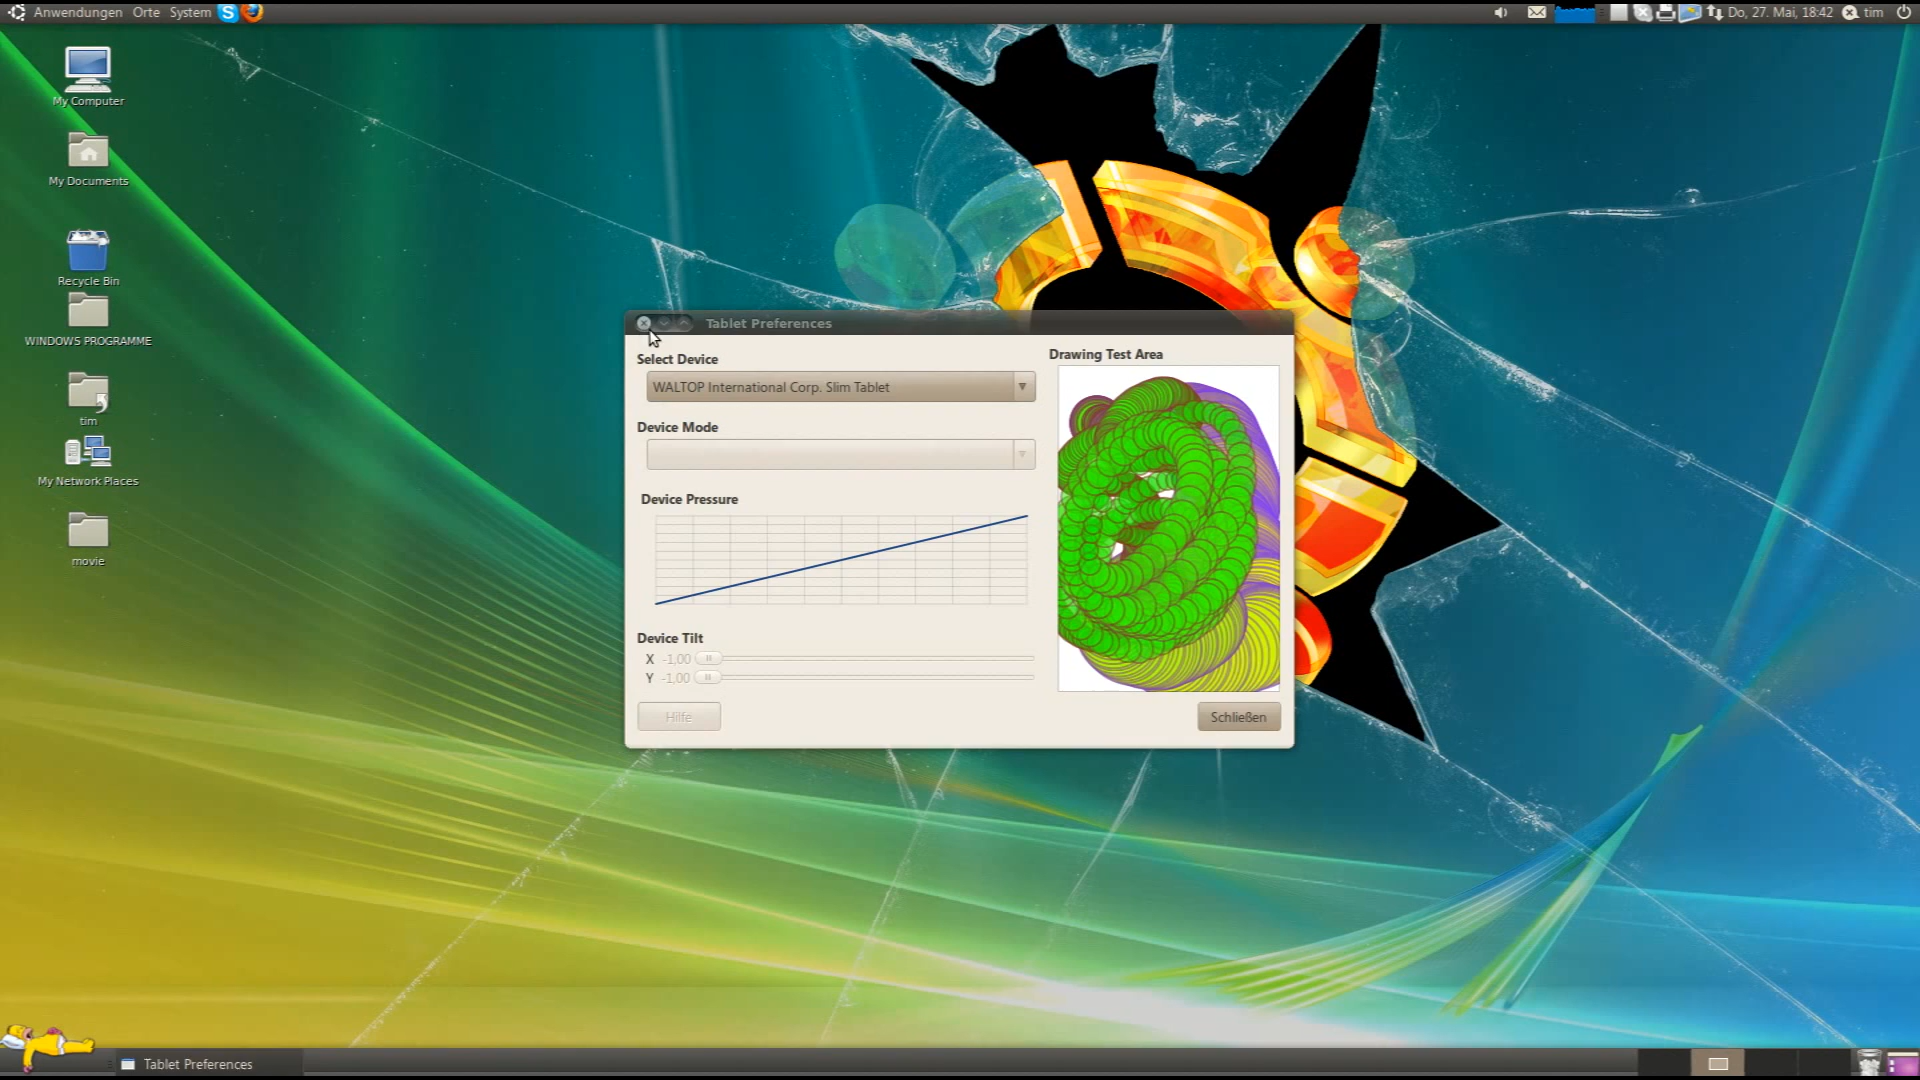 Anwendungen Orte System
Do, 27. Mai, 18:42 tim
My Computer
My Documents
Recycle Bin
WINDOWS PROGRAMME
tim
My Network Places
movie
Tablet Preferences
Select Device
WALTOP International Corp. Slim Tablet
Device Mode
Device Pressure
Device Tilt
X -1,00
Y -1,00
Hilfe
Drawing Test Area
Schließen
Tablet Preferences